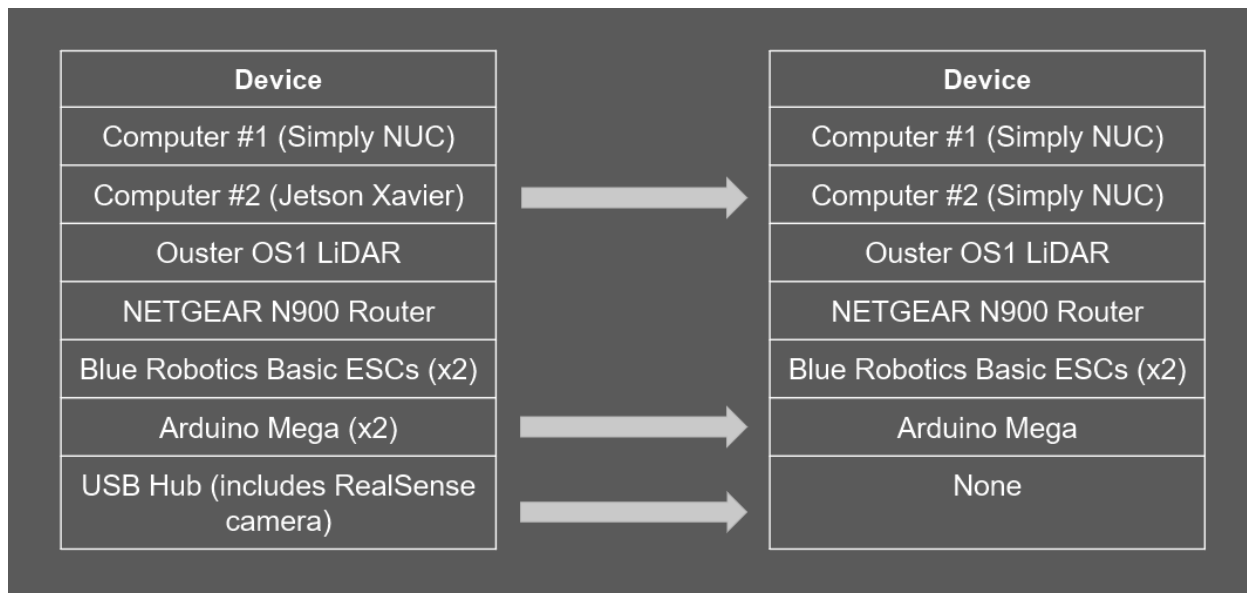 Device
Computer #1 (Simply NUC)
Computer #2 (Jetson Xavier)
Ouster OS1 LiDAR
NETGEAR N900 Router
Blue Robotics Basic ESCs (x2)
Arduino Mega (x2)
USB Hub (includes RealSense
camera)
Device
Computer #1 (Simply NUC)
Computer #2 (Simply NUC)
Ouster OS1 LiDAR
NETGEAR N900 Router
Blue Robotics Basic ESCs (x2)
Arduino Mega
None